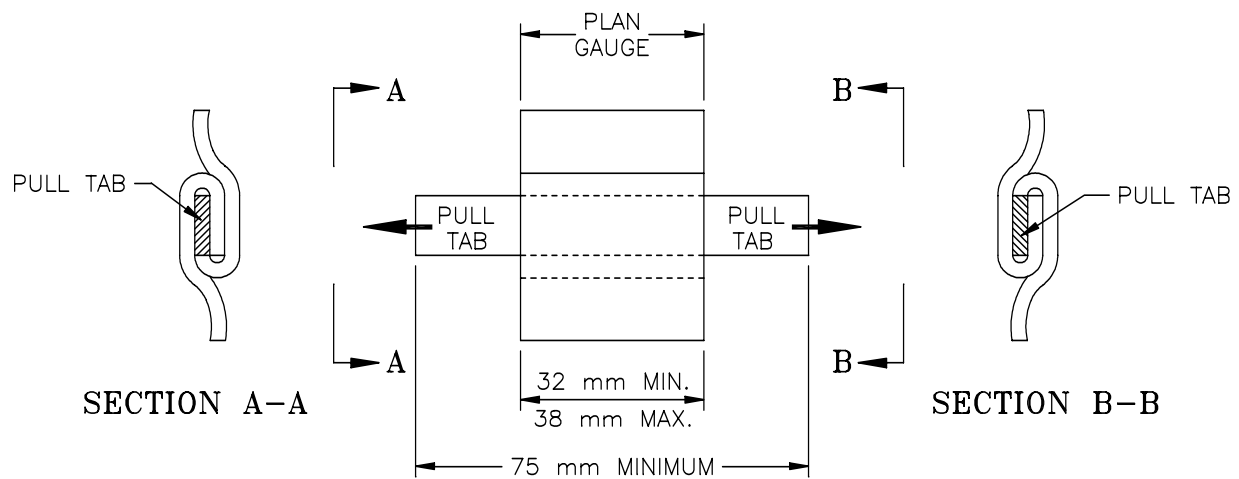 PLAN
GAUGE
A
B
PULL TAB
PULL TAB
PULL
TAB
PULL
TAB
A
B
32 mm MIN.
38 mm MAX.
SECTION A-A
SECTION B-B
75 mm MINIMUM